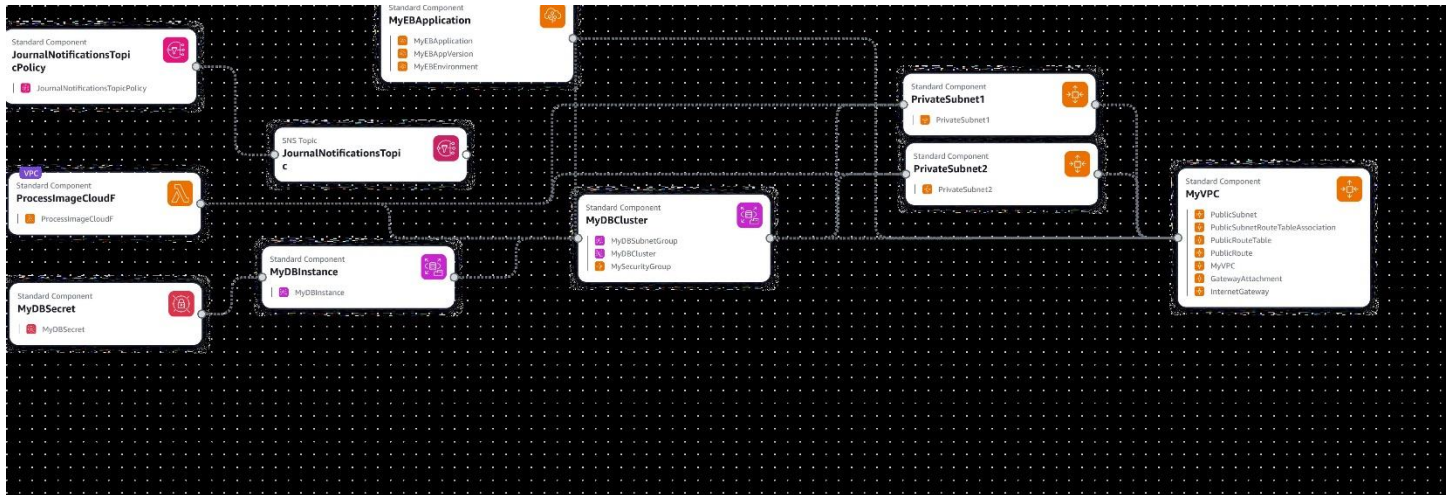 Standard Component
MyEBApplication
MyEBApplication
MyEBAppVersion
MyEBEnvironment
Standard Component
JournalNotificationsTopi
cPolicy
JournalNotificationsTopicPolicy
SNS Topic
JournalNotificationsTopi
c
VPC
Standard Component
ProcessImageCloudF
ProcessImageCloudF
Standard Component
MyDBInstance
MyDBInstance
Standard Component
MyDBSecret
MyDBSecret
Standard Component
MyDBCluster
MyDBSubnetGroup
MyDBCluster
MySecurityGroup
Standard Component
PrivateSubnet1
PrivateSubnet1
Standard Component
PrivateSubnet2
PrivateSubnet2
Standard Component
MyVPC
PublicSubnet
PublicSubnetRouteTableAssociation
PublicRouteTable
PublicRoute
MyVPC
GatewayAttachment
InternetGateway